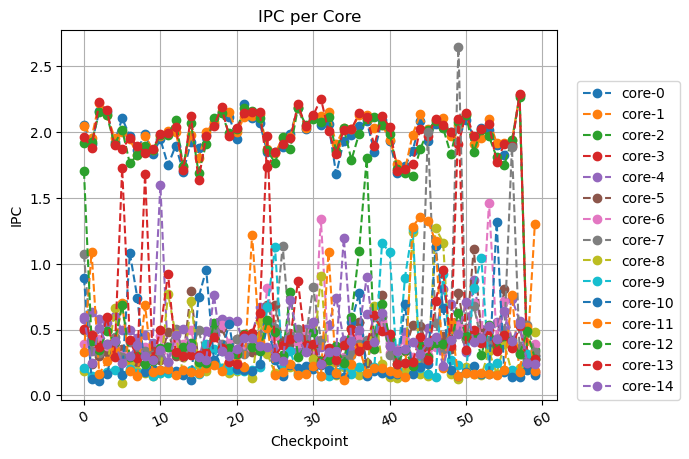 IPC per Core
IPC
2.5
2.0
1.5
1.0
0.5
0.0
0
10
20
30
40
50
60
Checkpoint
core-0
core-1
core-2
core-3
core-4
core-5
core-6
core-7
core-8
core-9
core-10
core-11
core-12
core-13
core-14